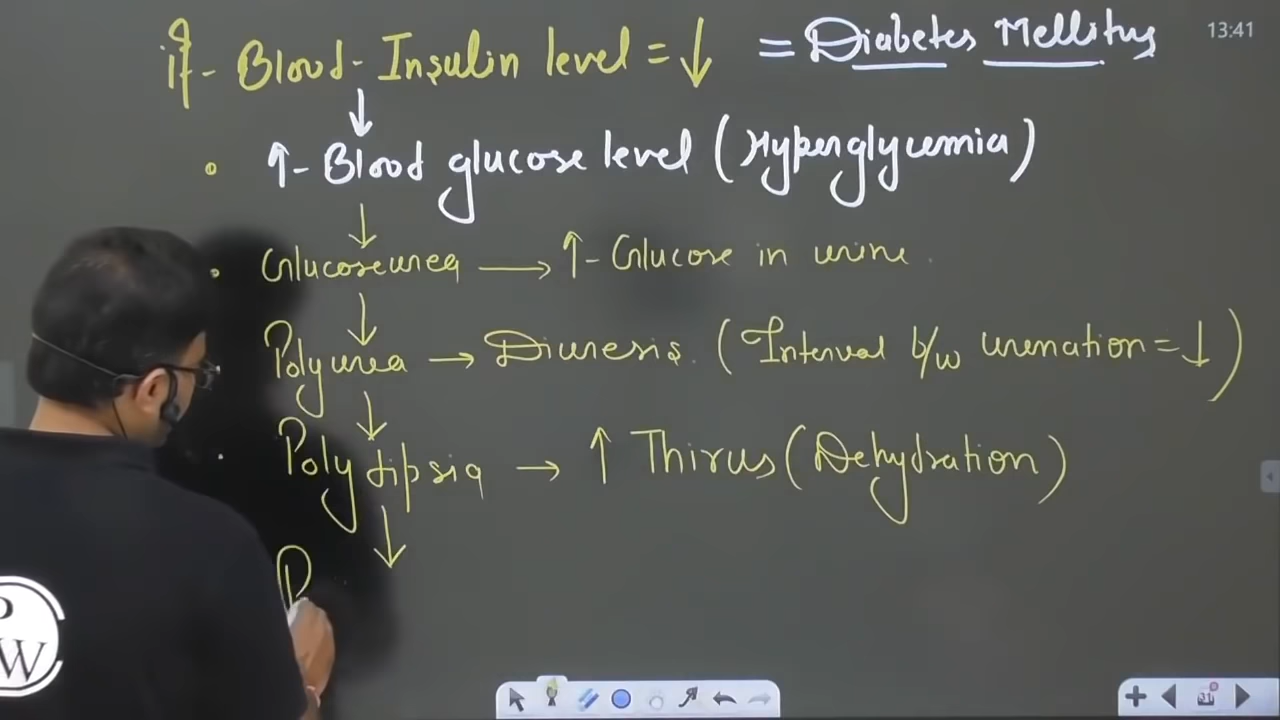 if - Blood - Insulin level = ↓ = Diabetes Mellitus
13:41
↓
• ↑ - Blood glucose level (Hyperglycemia)
↓
• Glucoseurea → ↑ - Glucose in urine.
↓
Polyurea → Diuresis. (Interval b/w urenation = ↓)
↓
• Polydipsia → ↑ Thirus (Dehydration)
↓
P
P
W
31